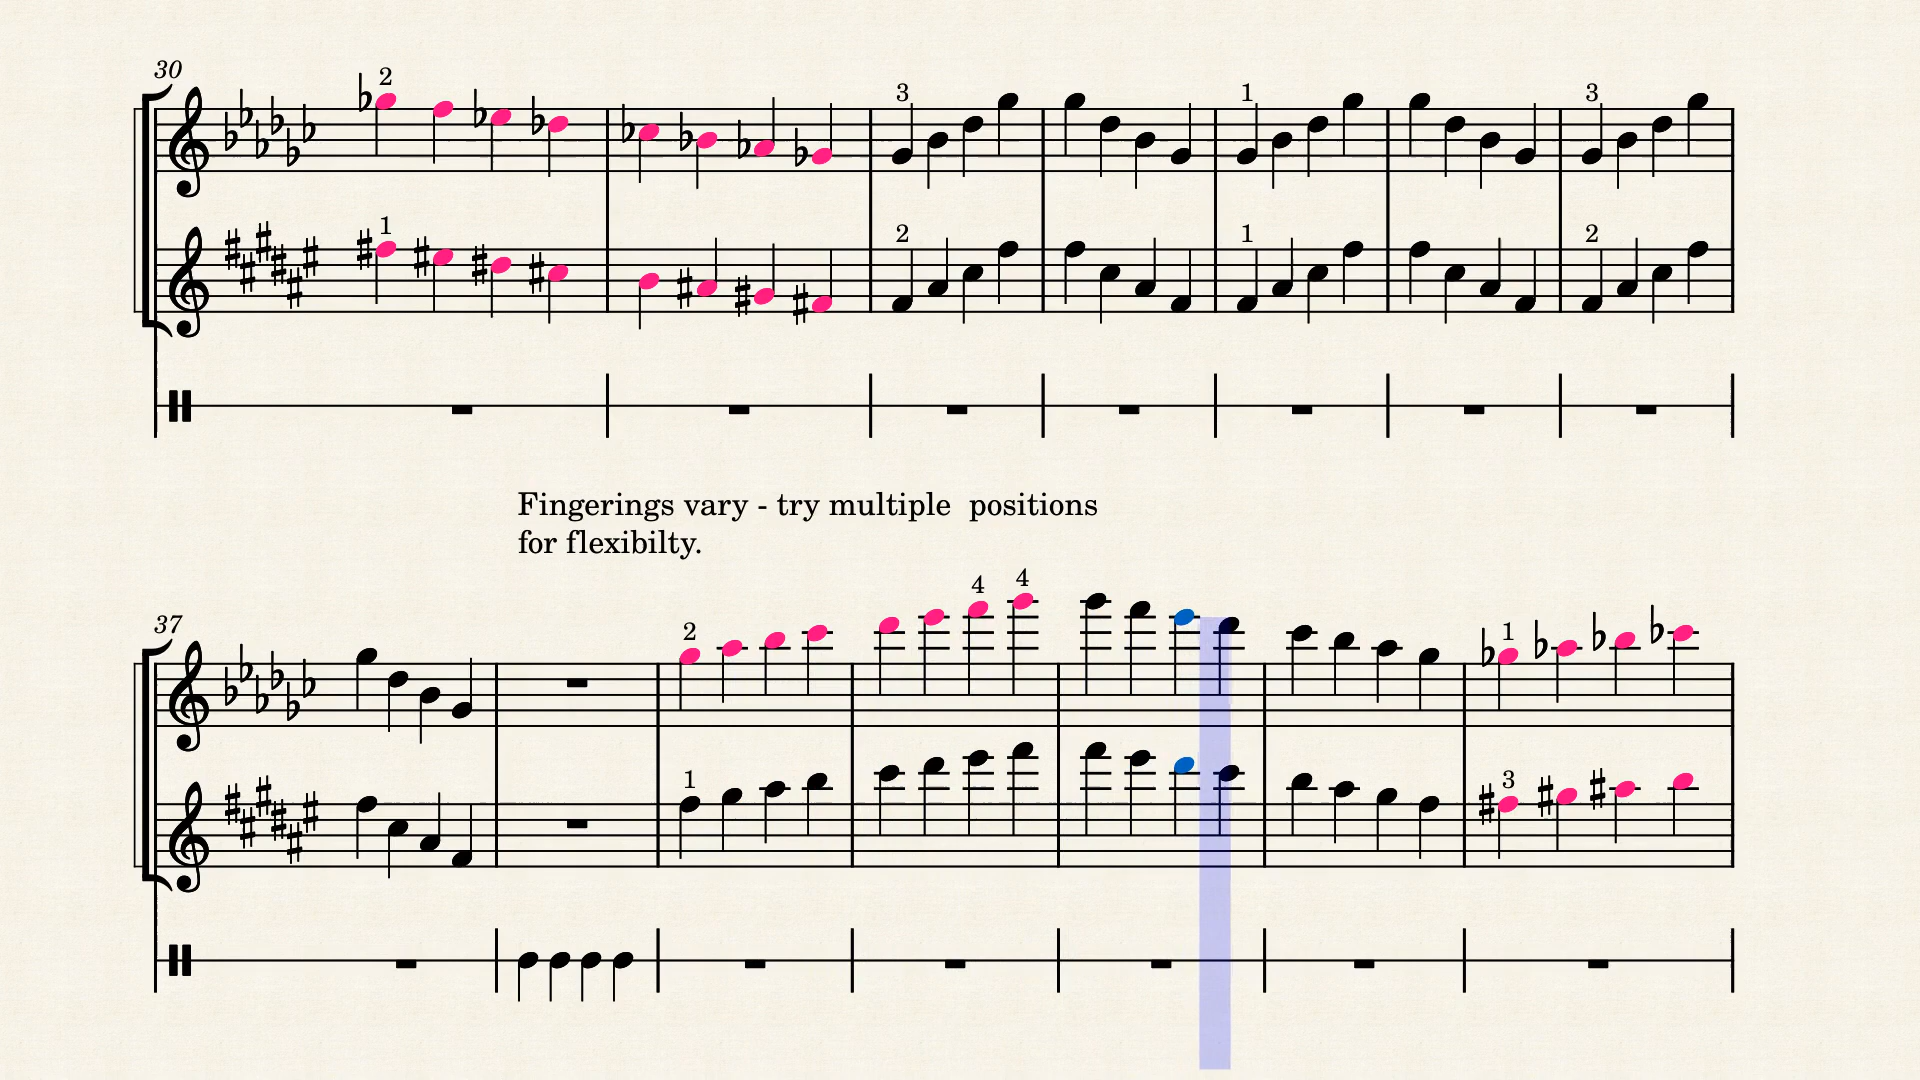 30
2
3 1 3
1
2 1 2
Fingerings vary - try multiple positions
for flexibilty.
37
2 4 4 1
1 3